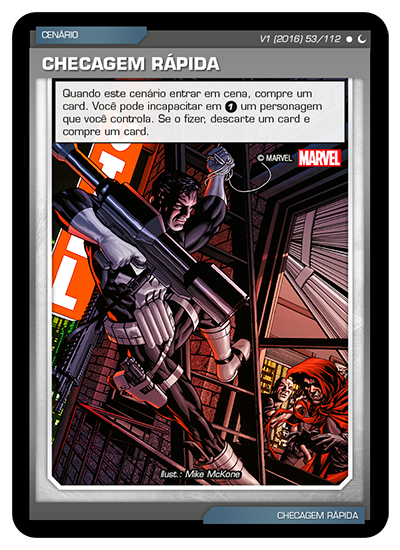 CENÁRIO
V1 (2016) 53/112
CHECAGEM RÁPIDA
Quando este cenário entrar em cena, compre um
card. Você pode incapacitar em 1 um personagem
que você controla. Se o fizer, descarte um card e
compre um card.
© MARVEL MARVEL
Illust.: Mike McKone
CHECAGEM RÁPIDA